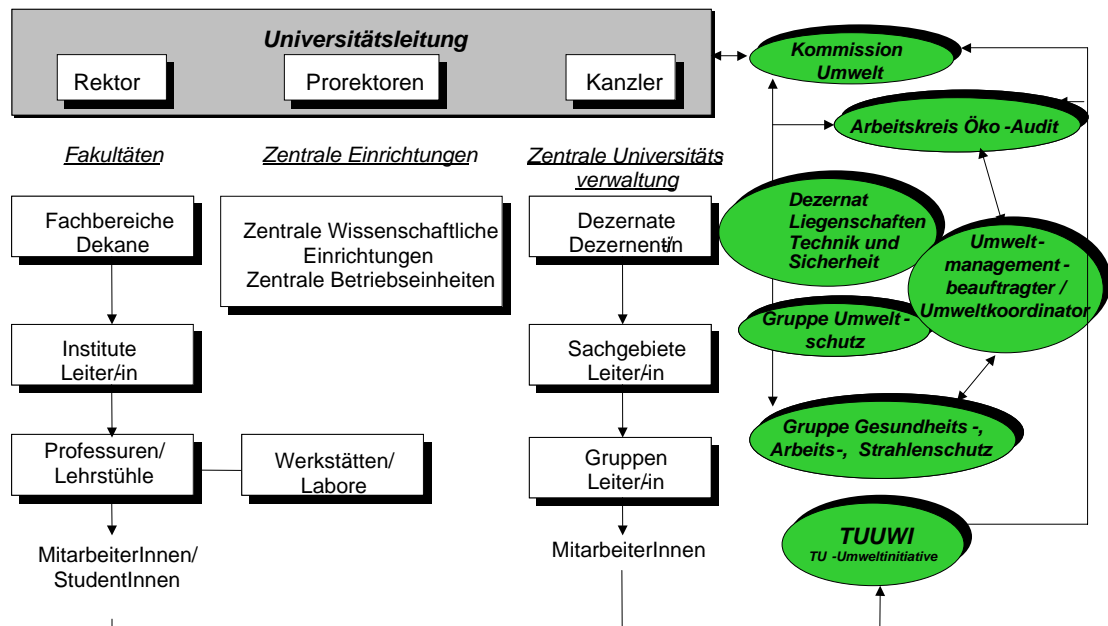 Universitätsleitung
Rektor
Prorektoren
Kanzler
Kommission
Umwelt
Arbeitskreis Öko -Audit
Fakultäten
Zentrale Einrichtungen
Zentrale Universitäts
verwaltung
Fachbereiche
Dekane
Zentrale Wissenschaftliche
Einrichtungen
Zentrale Betriebseinheiten
Dezernate
Dezernent/in
Dezernat
Liegenschaften
Technik und
Sicherheit
Umwelt-
management -
beauftragter /
Umweltkoordinator
Gruppe Umwelt -
schutz
Institute
Leiter/in
Sachgebiete
Leiter/in
Professuren/
Lehrstühle
Werkstätten/
Labore
Gruppen
Leiter/in
Gruppe Gesundheits -,
Arbeits-, Strahlenschutz
MitarbeiterInnen/
StudentInnen
MitarbeiterInnen
TUUWI
TU -Umweltinitiative